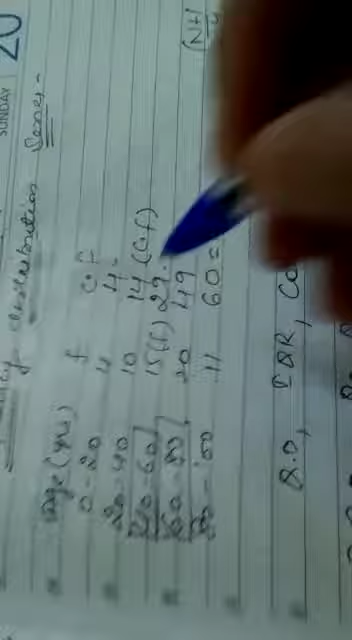 SUNDAY 20
distribution Series -
Age (yrs) f c.f
0-20 4 4
20-40 10 14 (c.f)
40-60 15 (f) 29
60-80 20 49
80-100 11 60 =
Q.D, IQR, Co